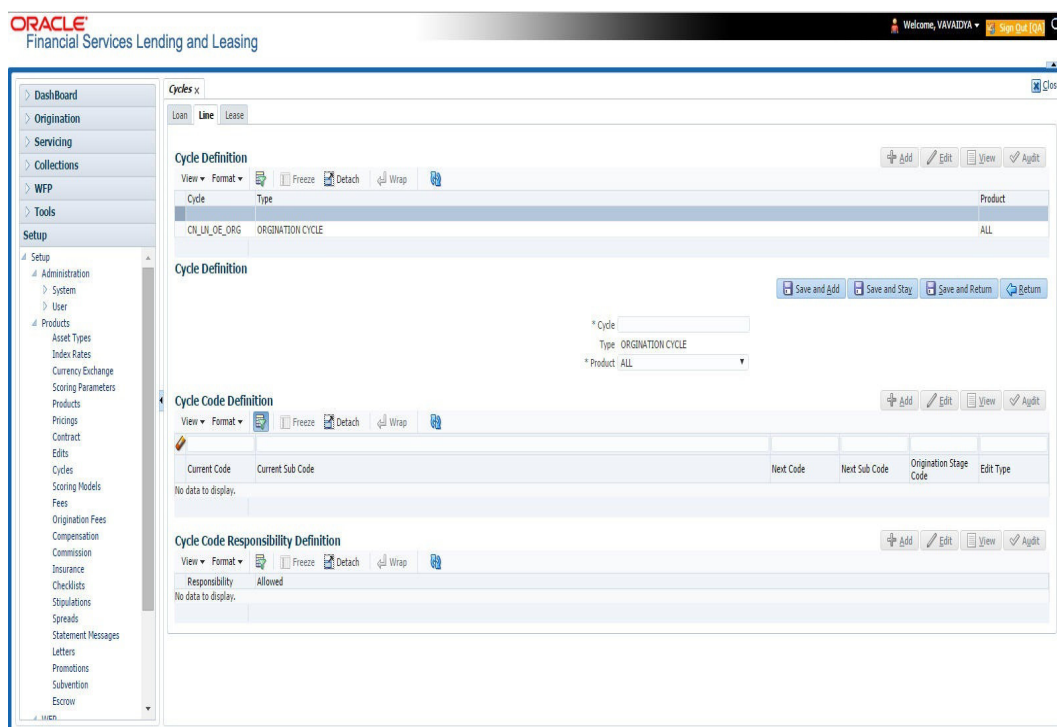 ORACLE
Financial Services Lending and Leasing
Welcome, VAVAIDYA
Sign Out [QA]
DashBoard
Origination
Servicing
Collections
WFP
Tools
Setup
Setup
Administration
System
User
Products
Asset Types
Index Rates
Currency Exchange
Scoring Parameters
Products
Pricings
Contract
Edits
Cycles
Scoring Models
Fees
Origination Fees
Compensation
Commission
Insurance
Checklists
Stipulations
Spreads
Statement Messages
Letters
Promotions
Subvention
Escrow
WFP
Cycles x
Clos
Loan Line Lease
Cycle Definition
Add Edit View Audit
View Format Freeze Detach Wrap
Cycle Type Product
CN_LN_OE_ORG ORGINATION CYCLE ALL
Cycle Definition
Save and Add Save and Stay Save and Return Return
* Cycle
Type ORGINATION CYCLE
* Product ALL
Cycle Code Definition
Add Edit View Audit
View Format Freeze Detach Wrap
Current Code Current Sub Code Next Code Next Sub Code Origination Stage Code Edit Type
No data to display.
Cycle Code Responsibility Definition
Add Edit View Audit
View Format Freeze Detach Wrap
Responsibility Allowed
No data to display.